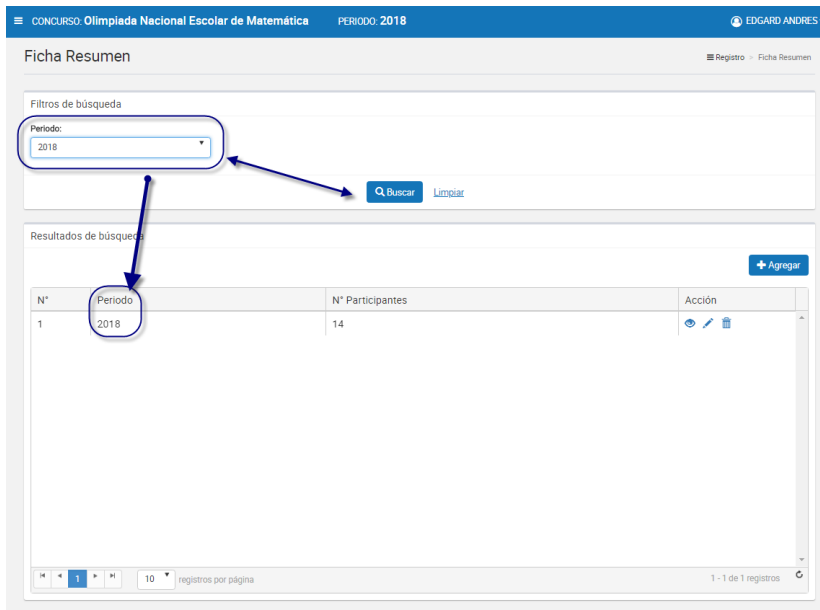 CONCURSO: Olimpiada Nacional Escolar de Matemática PERIODO: 2018 EDGARD ANDRES
Ficha Resumen Registro > Ficha Resumen
Filtros de búsqueda
Periodo:
2018
Buscar Limpiar
Resultados de búsqueda
Agregar
N° Periodo N° Participantes Acción
1 2018 14
1 10 registros por página 1 - 1 de 1 registros